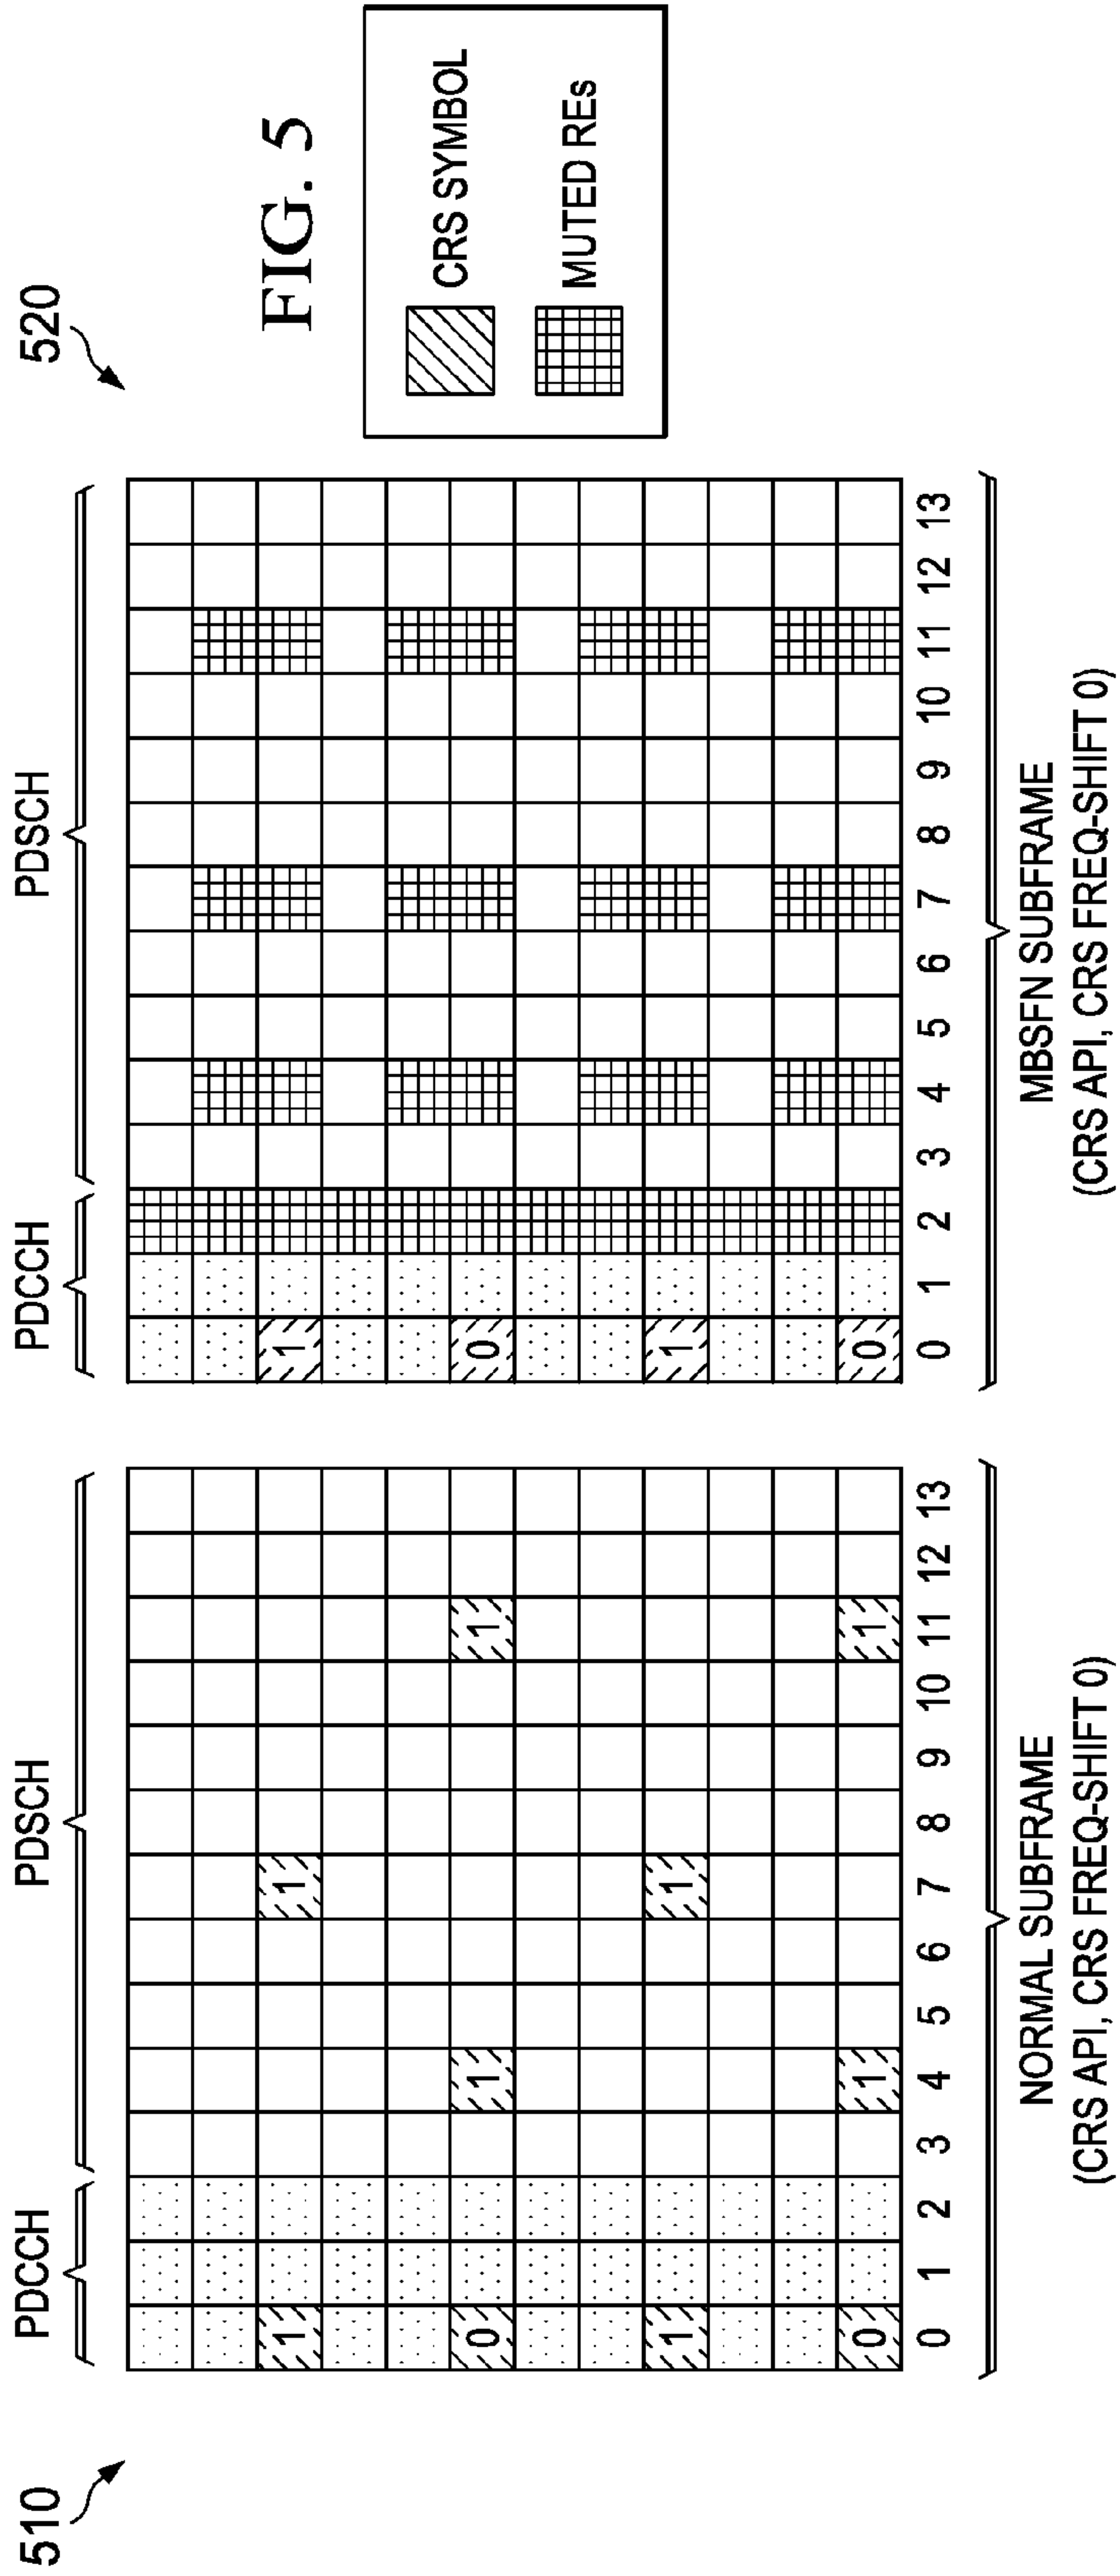 510
520
FIG. 5
CRS SYMBOL
MUTED REs
PDCCH
PDSCH
1
1
0
1
1
1
1
0
1
1
0 1 2 3 4 5 6 7 8 9 10 11 12 13
NORMAL SUBFRAME
(CRS API, CRS FREQ-SHIFT 0)
PDCCH
PDSCH
1
0
1
0
0 1 2 3 4 5 6 7 8 9 10 11 12 13
MBSFN SUBFRAME
(CRS API, CRS FREQ-SHIFT 0)